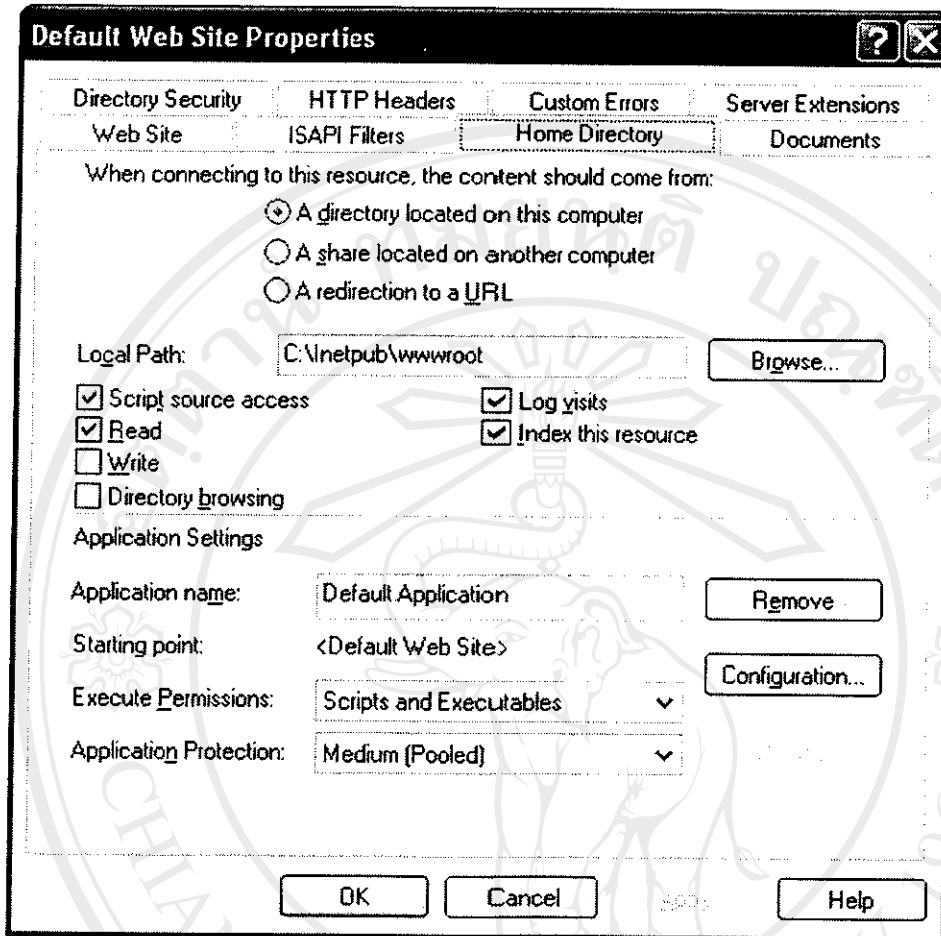 Default Web Site Properties
Directory Security HTTP Headers Custom Errors Server Extensions
Web Site ISAPI Filters Home Directory Documents
When connecting to this resource, the content should come from:
A directory located on this computer
A share located on another computer
A redirection to a URL
Local Path: C:\Inetpub\wwwroot Browse...
Script source access Log visits
Read Index this resource
Write
Directory browsing
Application Settings
Application name: Default Application Remove
Starting point: <Default Web Site>
Configuration...
Execute Permissions: Scripts and Executables
Application Protection: Medium (Pooled)
OK Cancel Apply Help